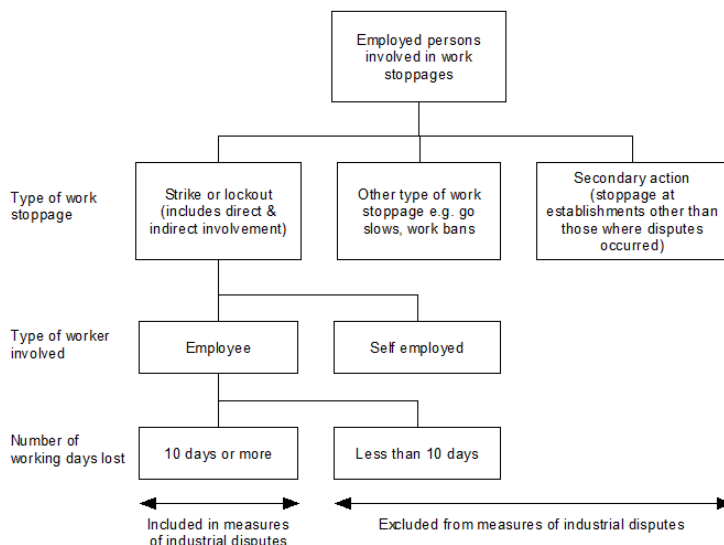 Employed persons
involved in work
stoppages
Type of work
stoppage
Strike or lockout
(includes direct &
indirect involvement)
Other type of work
stoppage e.g. go
slows, work bans
Secondary action
(stoppage at
establishments other than
those where disputes
occurred)
Type of worker
involved
Employee
Self employed
Number of
working days lost
10 days or more
Less than 10 days
Included in measures
of industrial disputes
Excluded from measures of industrial disputes